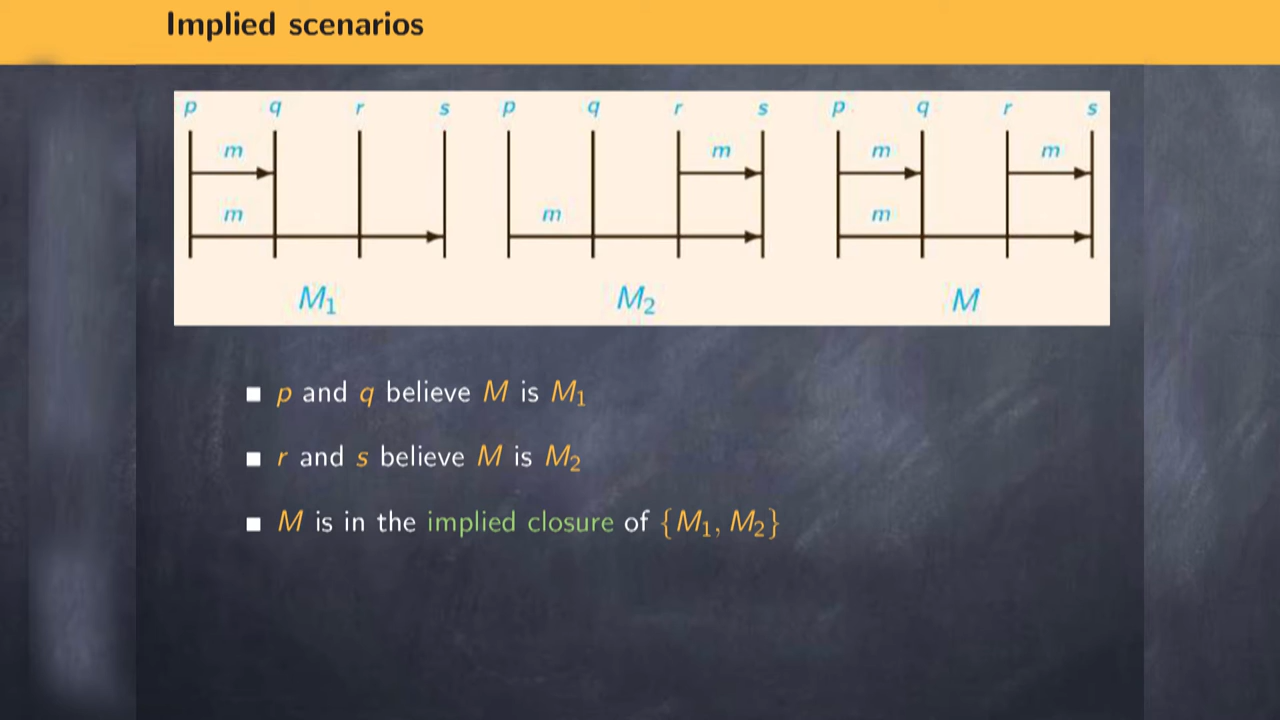 Implied scenarios
p q r s p q r s p q r s
m m m m
m m m
M₁ M₂ M
■ p and q believe M is M₁
■ r and s believe M is M₂
■ M is in the implied closure of {M₁, M₂}